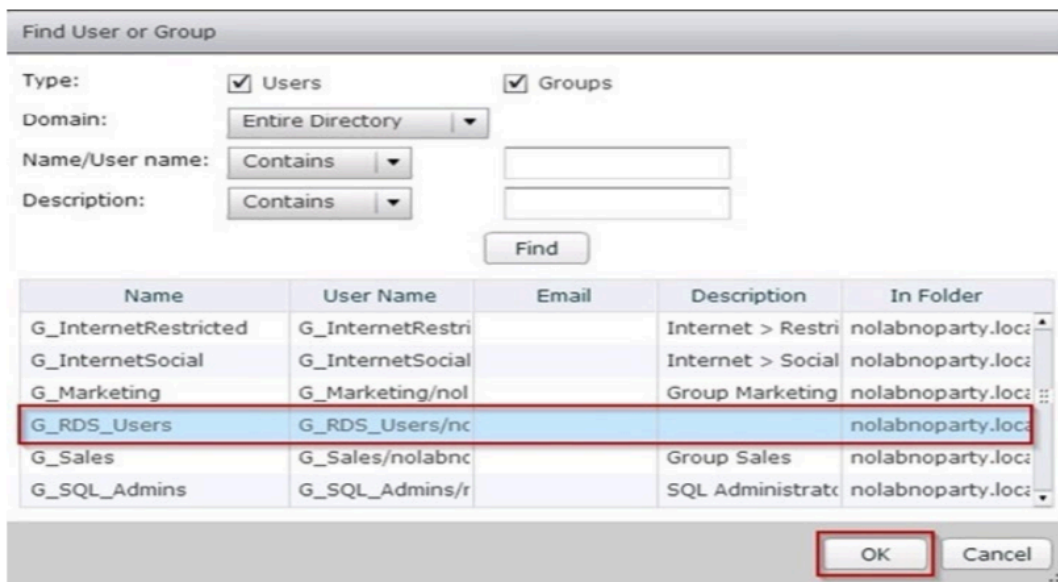 Find User or Group
Type: Users Groups
Domain: Entire Directory
Name/User name: Contains
Description: Contains
Find
Name User Name Email Description In Folder
G_InternetRestricted G_InternetRestri Internet > Restri nolabnoparty.loca
G_InternetSocial G_InternetSocial Internet > Social nolabnoparty.loca
G_Marketing G_Marketing/nol Group Marketing nolabnoparty.loca
G_RDS_Users G_RDS_Users/nc nolabnoparty.loca
G_Sales G_Sales/nolabnc Group Sales nolabnoparty.loca
G_SQL_Admins G_SQL_Admins/r SQL Administratc nolabnoparty.loca
OK Cancel